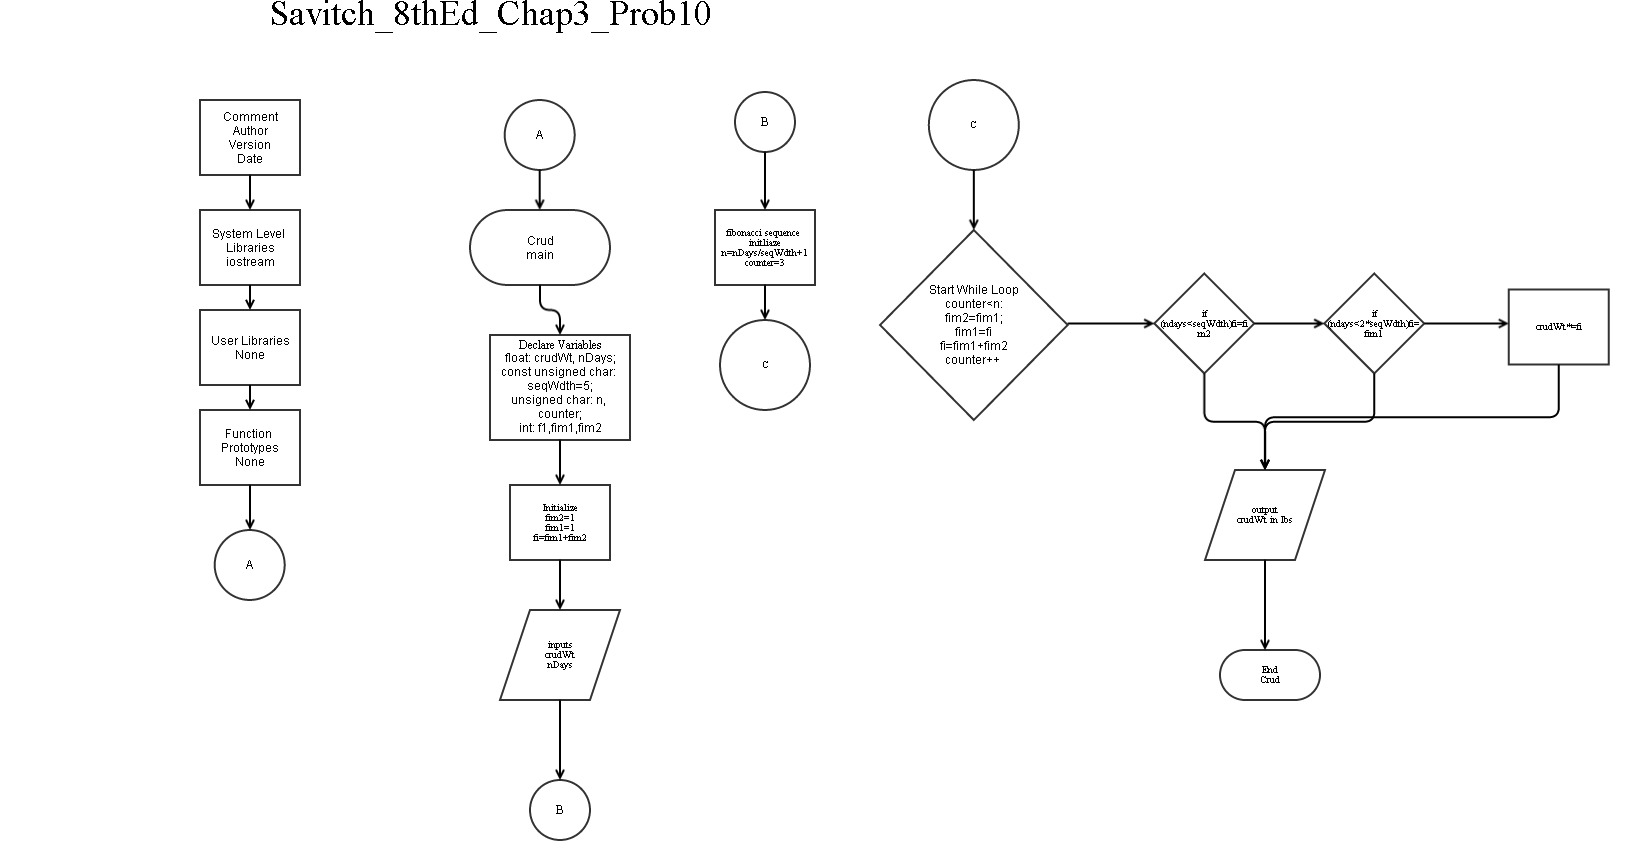 Savitch_8thEd_Chap3_Prob10
Comment
Author
Version
Date
System Level
Libraries
iostream
User Libraries
None
Function
Prototypes
None
A
A
Crud
main
Declare Variables
float: crudWt, nDays;
const unsigned char:
seqWdth=5;
unsigned char: n,
counter;
int: f1,fim1,fim2
Initialize
fim2=1
fim1=1
fi=fim1+fim2
inputs
crudWt
nDays
B
B
fibonacci sequence
initliaze
n=nDays/seqWdth+1
counter=3
C
C
Start While Loop
counter<n:
fim2=fim1;
fim1=fi
fi=fim1+fim2
counter++
if
(ndays<seqWdth)fi=fi
m2
if
(ndays<2*seqWdth)fi=
fim1
crudWt*=fi
output
crudWt in lbs
End
Crud